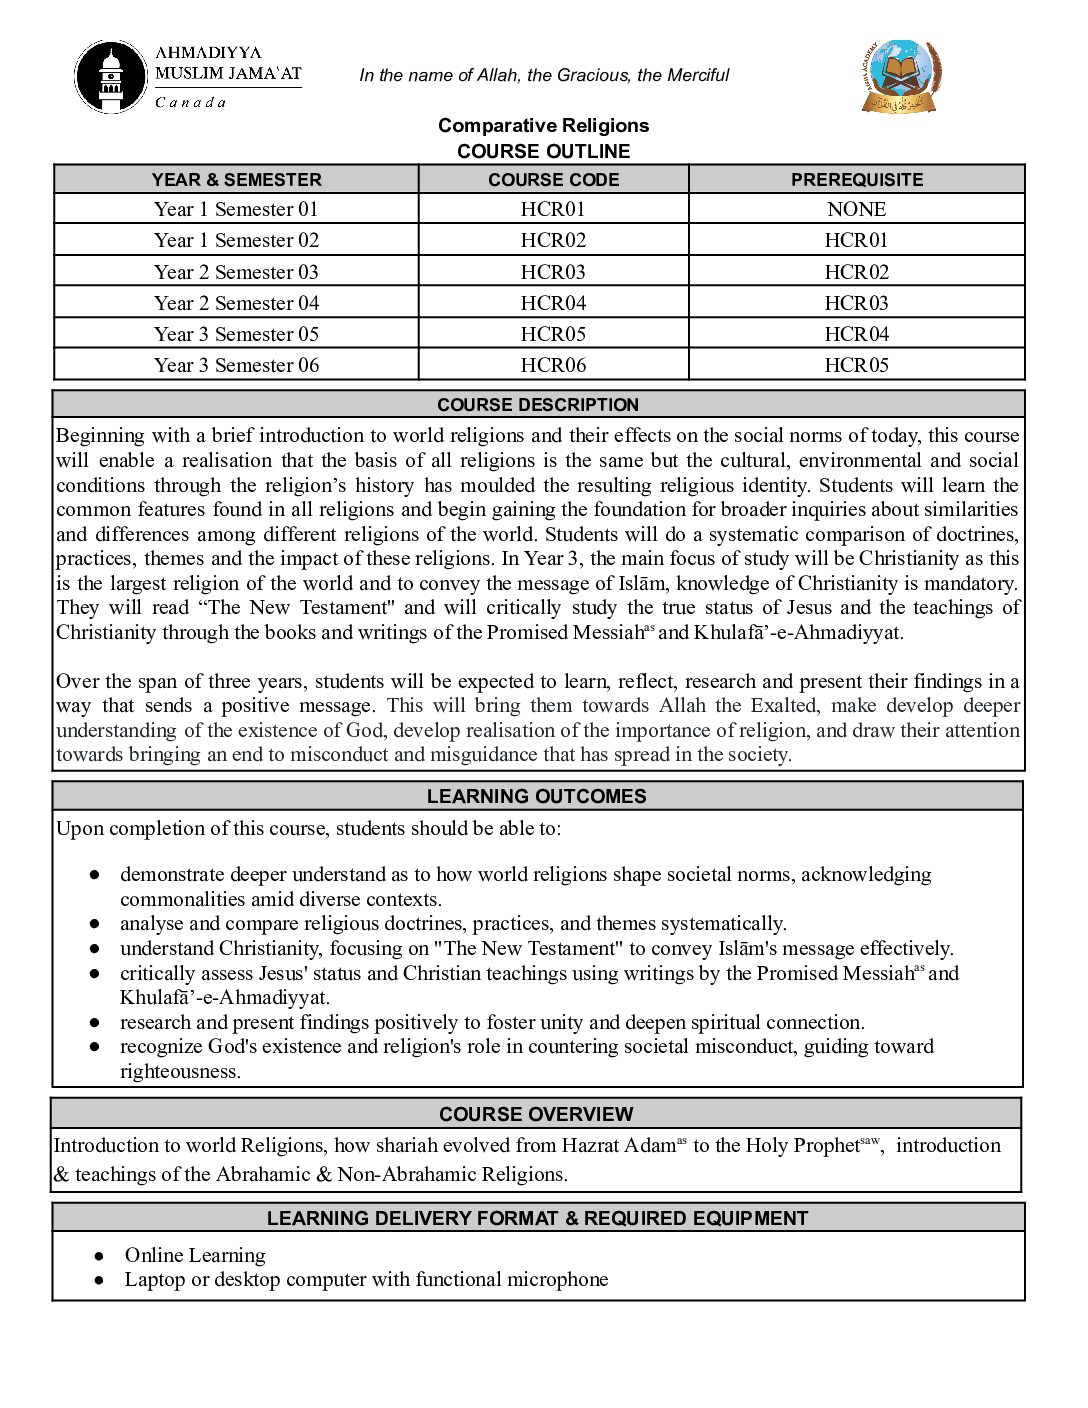 AHMADIYYA
MUSLIM JAMAʿAT
Canada
In the name of Allah, the Gracious, the Merciful
Comparative Religions
COURSE OUTLINE
YEAR & SEMESTER COURSE CODE PREREQUISITE
Year 1 Semester 01 HCR01 NONE
Year 1 Semester 02 HCR02 HCR01
Year 2 Semester 03 HCR03 HCR02
Year 2 Semester 04 HCR04 HCR03
Year 3 Semester 05 HCR05 HCR04
Year 3 Semester 06 HCR06 HCR05
COURSE DESCRIPTION
Beginning with a brief introduction to world religions and their effects on the social norms of today, this course
will enable a realisation that the basis of all religions is the same but the cultural, environmental and social
conditions through the religion’s history has moulded the resulting religious identity. Students will learn the
common features found in all religions and begin gaining the foundation for broader inquiries about similarities
and differences among different religions of the world. Students will do a systematic comparison of doctrines,
practices, themes and the impact of these religions. In Year 3, the main focus of study will be Christianity as this
is the largest religion of the world and to convey the message of Islām, knowledge of Christianity is mandatory.
They will read “The New Testament" and will critically study the true status of Jesus and the teachings of
Christianity through the books and writings of the Promised Messiahas and Khulafā’-e-Ahmadiyyat.
Over the span of three years, students will be expected to learn, reflect, research and present their findings in a
way that sends a positive message. This will bring them towards Allah the Exalted, make develop deeper
understanding of the existence of God, develop realisation of the importance of religion, and draw their attention
towards bringing an end to misconduct and misguidance that has spread in the society.
LEARNING OUTCOMES
Upon completion of this course, students should be able to:
● demonstrate deeper understand as to how world religions shape societal norms, acknowledging
commonalities amid diverse contexts.
● analyse and compare religious doctrines, practices, and themes systematically.
● understand Christianity, focusing on "The New Testament" to convey Islām's message effectively.
● critically assess Jesus' status and Christian teachings using writings by the Promised Messiahas and
Khulafā’-e-Ahmadiyyat.
● research and present findings positively to foster unity and deepen spiritual connection.
● recognize God's existence and religion's role in countering societal misconduct, guiding toward
righteousness.
COURSE OVERVIEW
Introduction to world Religions, how shariah evolved from Hazrat Adamas to the Holy Prophetsaw, introduction
& teachings of the Abrahamic & Non-Abrahamic Religions.
LEARNING DELIVERY FORMAT & REQUIRED EQUIPMENT
● Online Learning
● Laptop or desktop computer with functional microphone